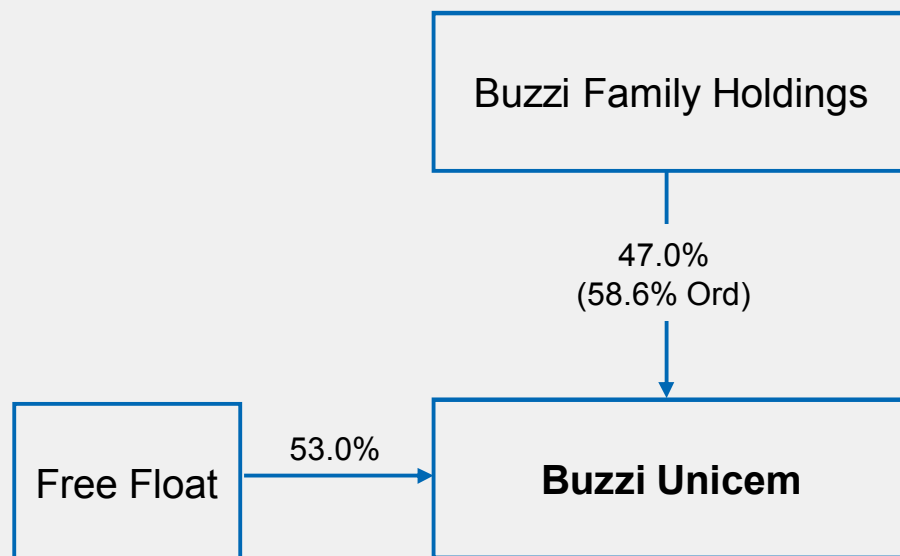 Buzzi Family Holdings
47.0%
(58.6% Ord)
53.0%
Free Float
Buzzi Unicem